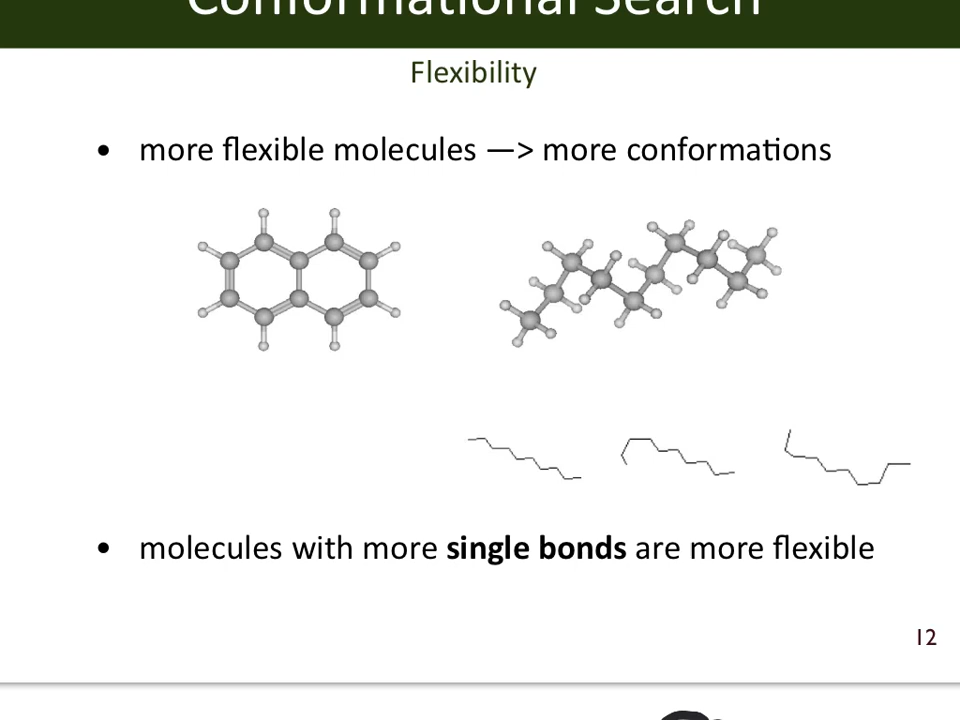 Conformational Search
Flexibility
• more flexible molecules —> more conformations
• molecules with more single bonds are more flexible
12